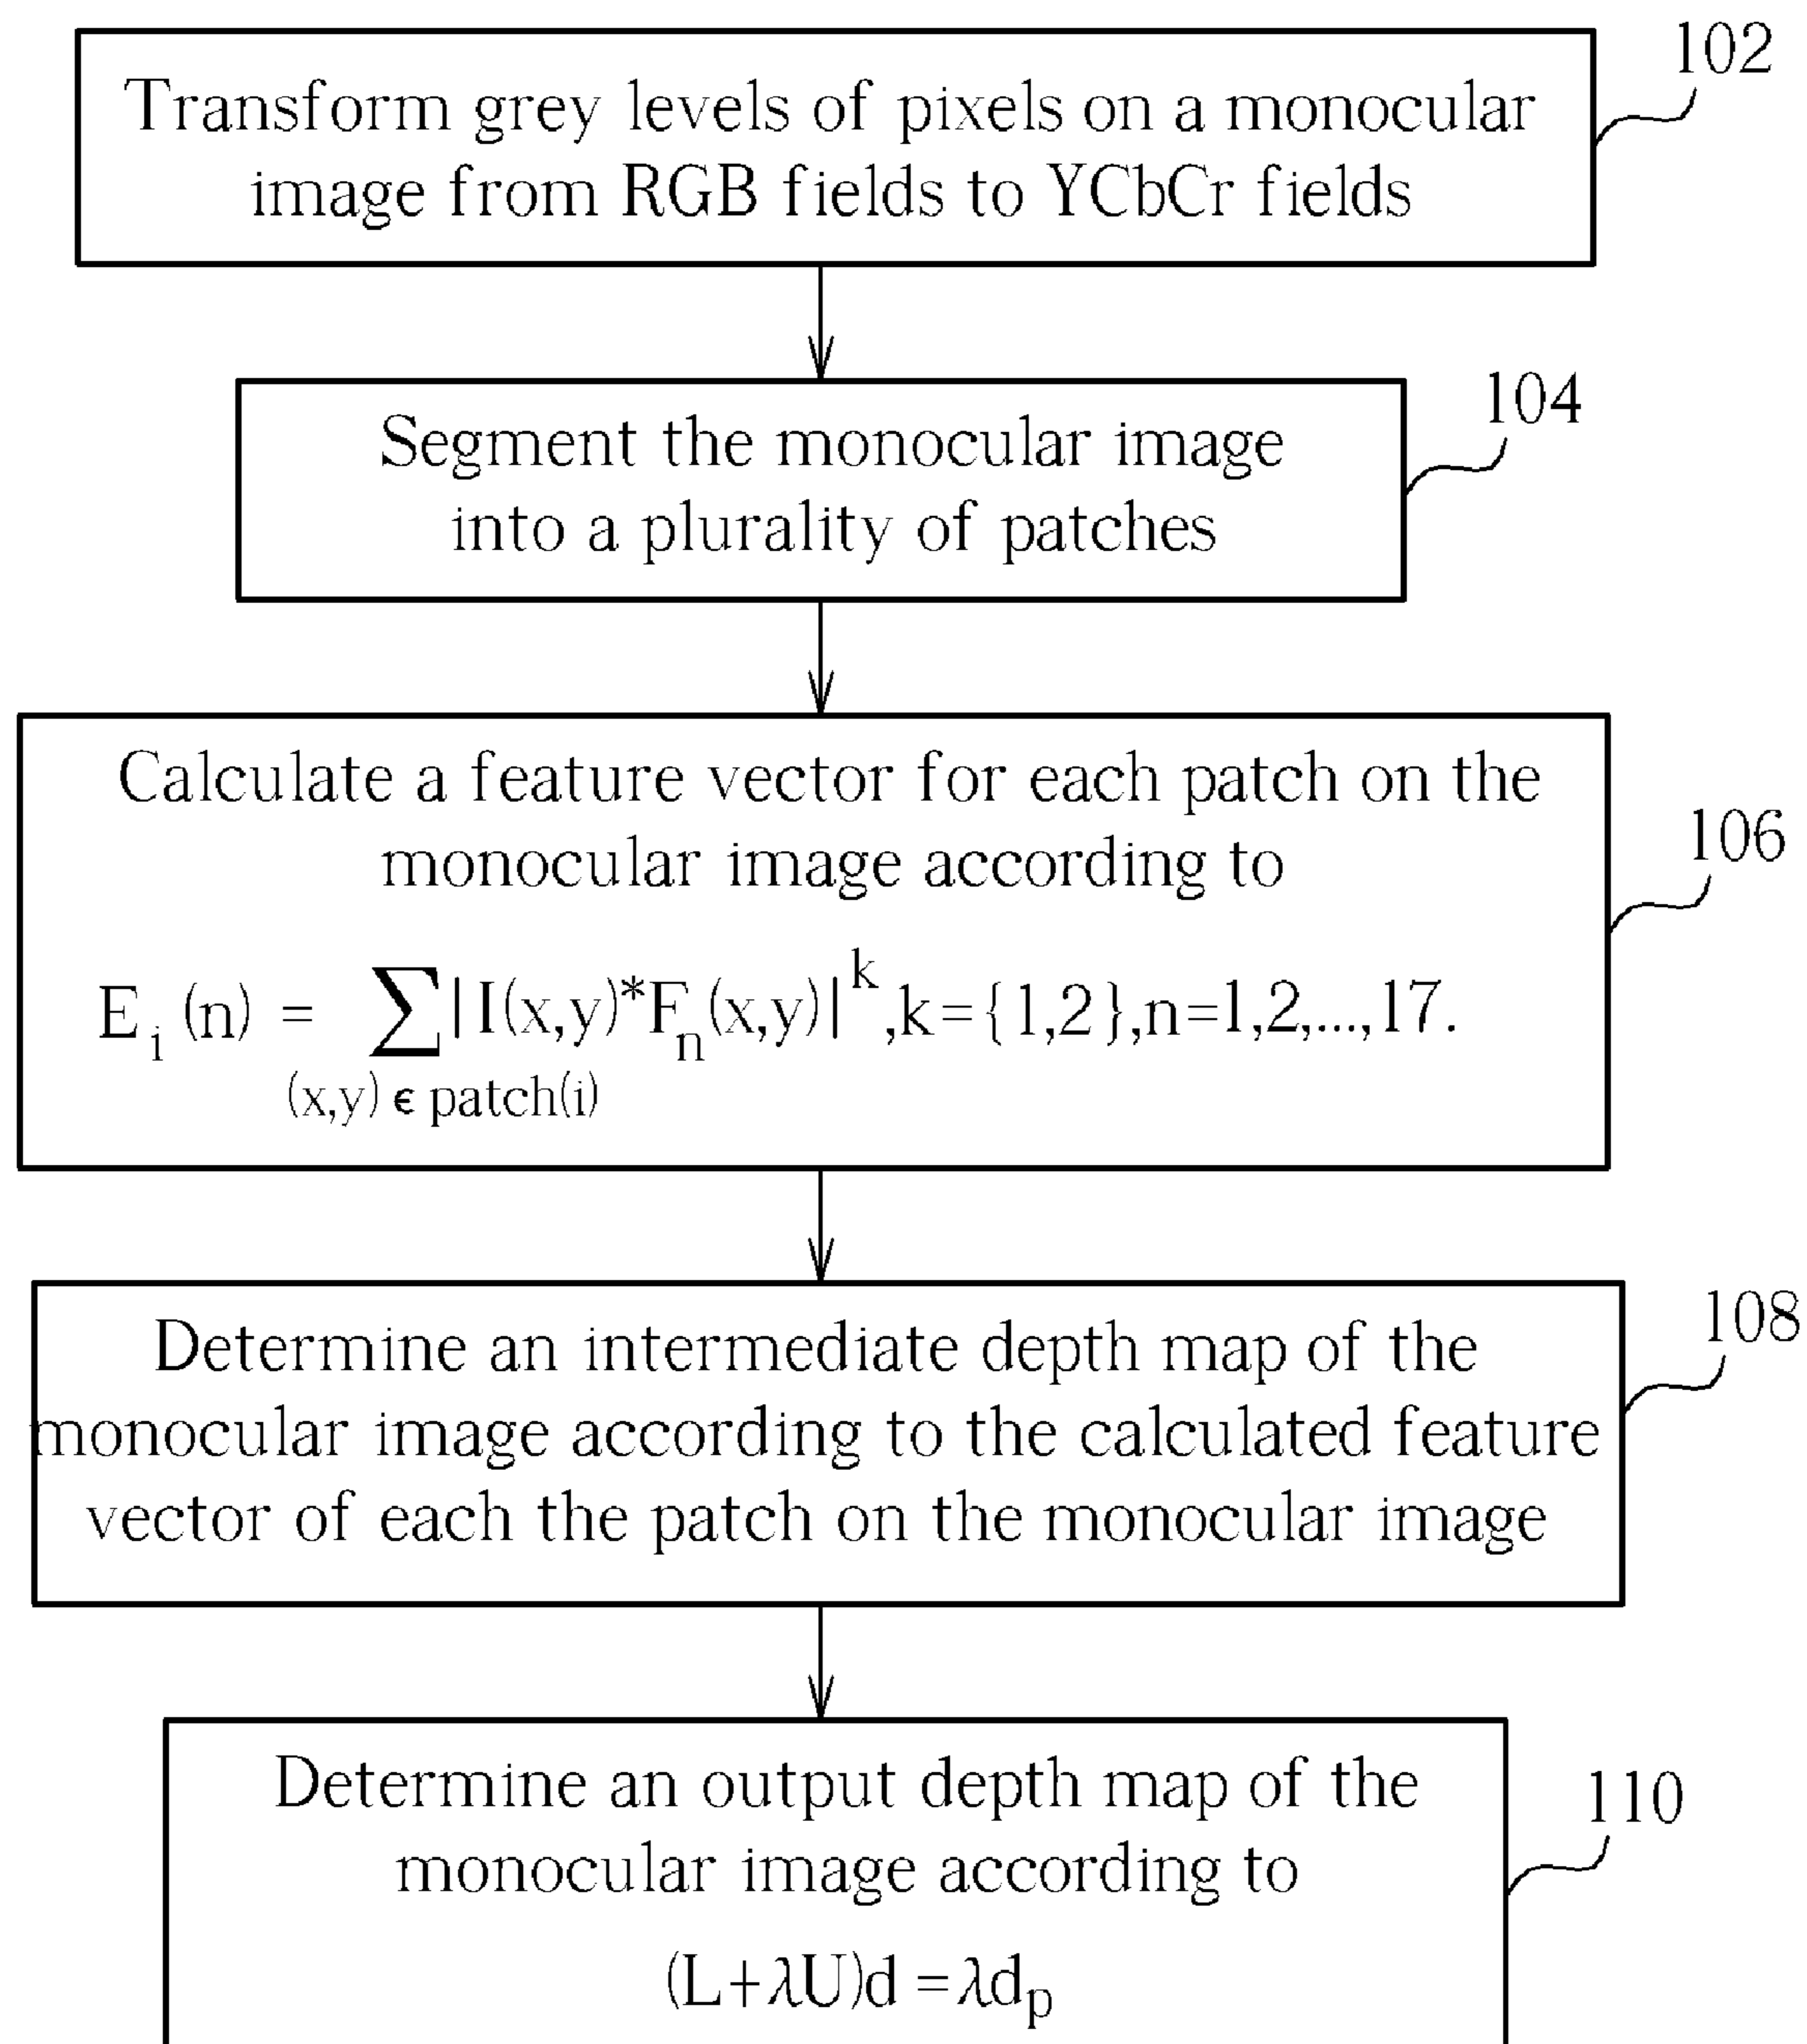 102
Transform grey levels of pixels on a monocular
image from RGB fields to YCbCr fields
104
Segment the monocular image
into a plurality of patches
Calculate a feature vector for each patch on the
monocular image according to
106
E_i (n) = ∑|I(x,y)*F_n(x,y)|^k ,k={1,2},n=1,2,...,17.
(x,y) ϵ patch(i)
108
Determine an intermediate depth map of the
monocular image according to the calculated feature
vector of each the patch on the monocular image
Determine an output depth map of the
110
monocular image according to
(L+λU)d =λd_p